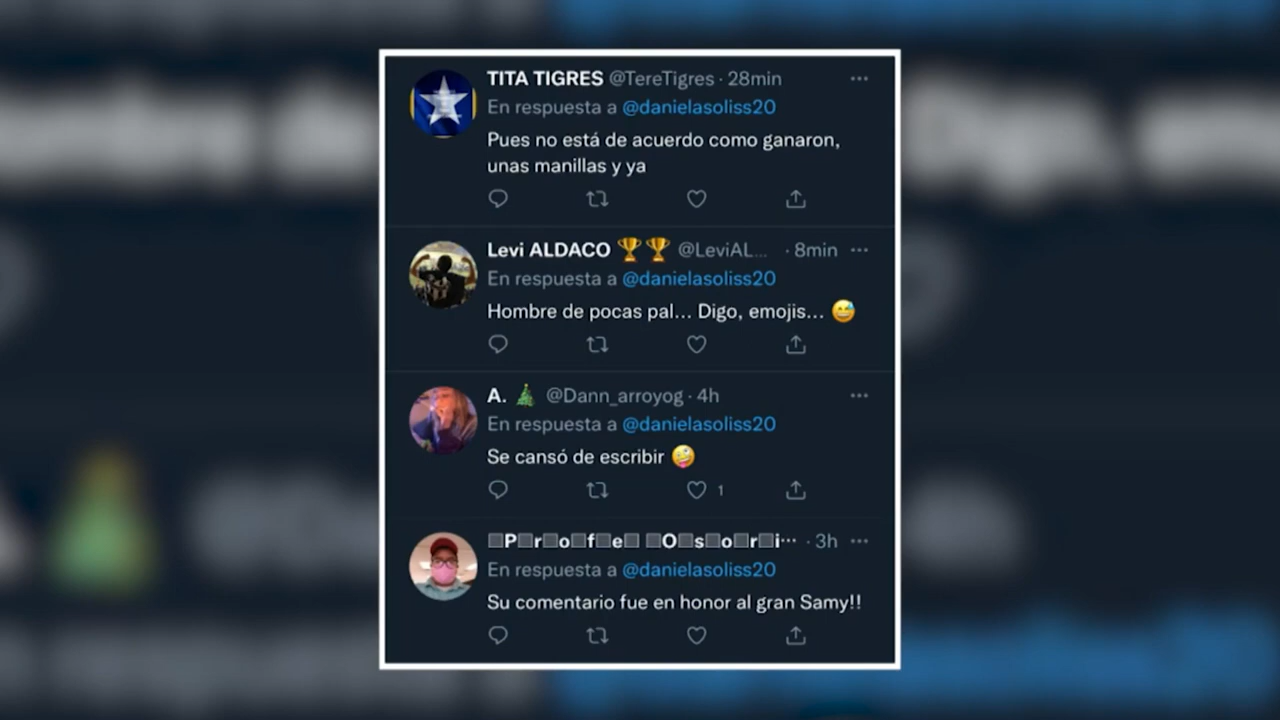 TITA TIGRES @TereTigres · 28min
En respuesta a @danielasoliss20
Pues no está de acuerdo como ganaron,
unas manillas y ya
Levi ALDACO 🏆🏆 @LeviAL... · 8min
En respuesta a @danielasoliss20
Hombre de pocas pal... Digo, emojis... 😅
A. 🎄 @Dann_arroyog · 4h
En respuesta a @danielasoliss20
Se cansó de escribir 🤪
1
Profe Osori... · 3h
En respuesta a @danielasoliss20
Su comentario fue en honor al gran Samy!!